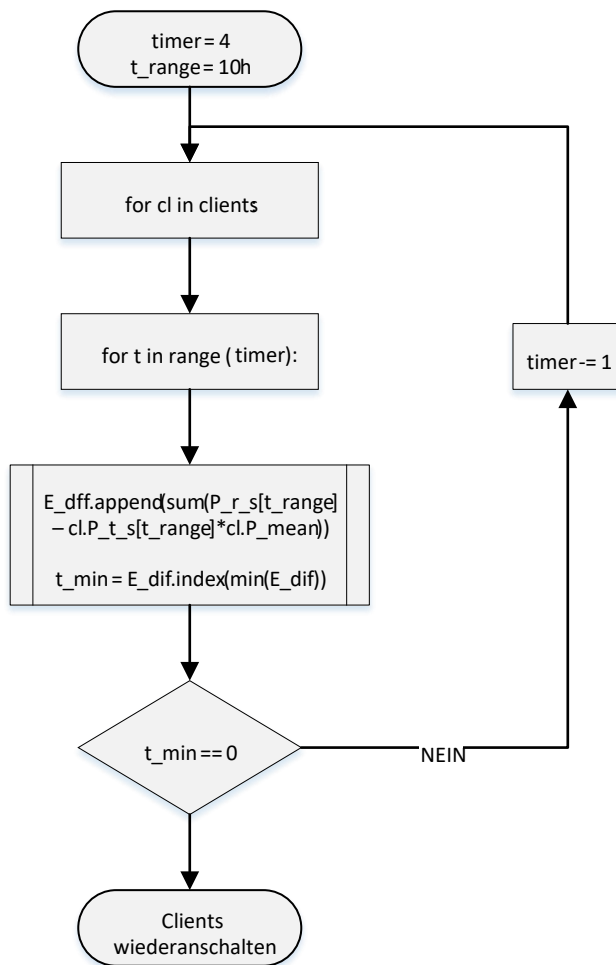 timer = 4
t_range = 10h
for cl in clients
for t in range (timer):
timer -= 1
E_dff.append(sum(P_r_s[t_range]
– cl.P_t_s[t_range]*cl.P_mean))
t_min = E_dif.index(min(E_dif))
t_min == 0
NEIN
Clients
wiederanschalten